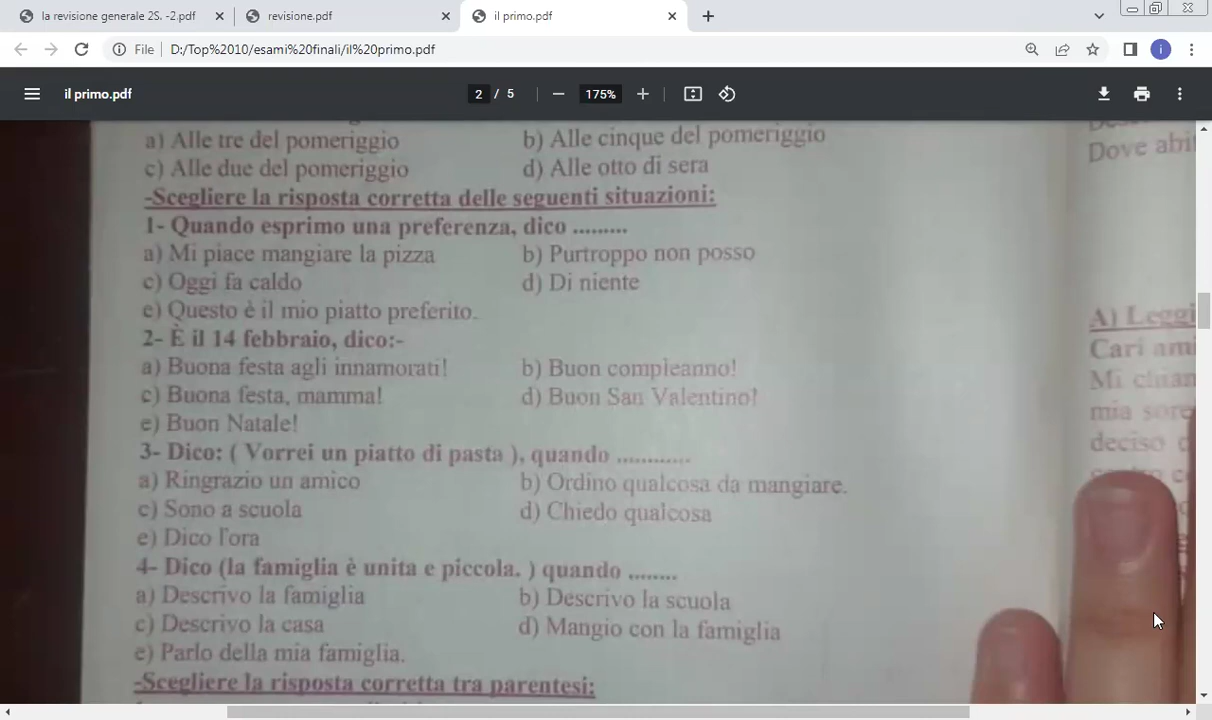 la revisione generale 2S. -2.pdf
revisione.pdf
il primo.pdf
File D:/Top%2010/esami%20finali/il%20primo.pdf
i
il primo.pdf
2 / 5
175%
a) Alle tre del pomeriggio b) Alle cinque del pomeriggio
c) Alle due del pomeriggio d) Alle otto di sera
-Scegliere la risposta corretta delle seguenti situazioni:
1- Quando esprimo una preferenza, dico .........
a) Mi piace mangiare la pizza b) Purtroppo non posso
c) Oggi fa caldo d) Di niente
e) Questo è il mio piatto preferito.
2- È il 14 febbraio, dico:-
a) Buona festa agli innamorati! b) Buon compleanno!
c) Buona festa, mamma! d) Buon San Valentino!
e) Buon Natale!
3- Dico: ( Vorrei un piatto di pasta ), quando ............
a) Ringrazio un amico b) Ordino qualcosa da mangiare.
c) Sono a scuola d) Chiedo qualcosa
e) Dico l'ora
4- Dico (la famiglia è unita e piccola. ) quando ........
a) Descrivo la famiglia b) Descrivo la scuola
c) Descrivo la casa d) Mangio con la famiglia
e) Parlo della mia famiglia.
-Scegliere la risposta corretta tra parentesi:
Dove abi
A) Leggi
Cari ami
Mi chian
mia sore
deciso